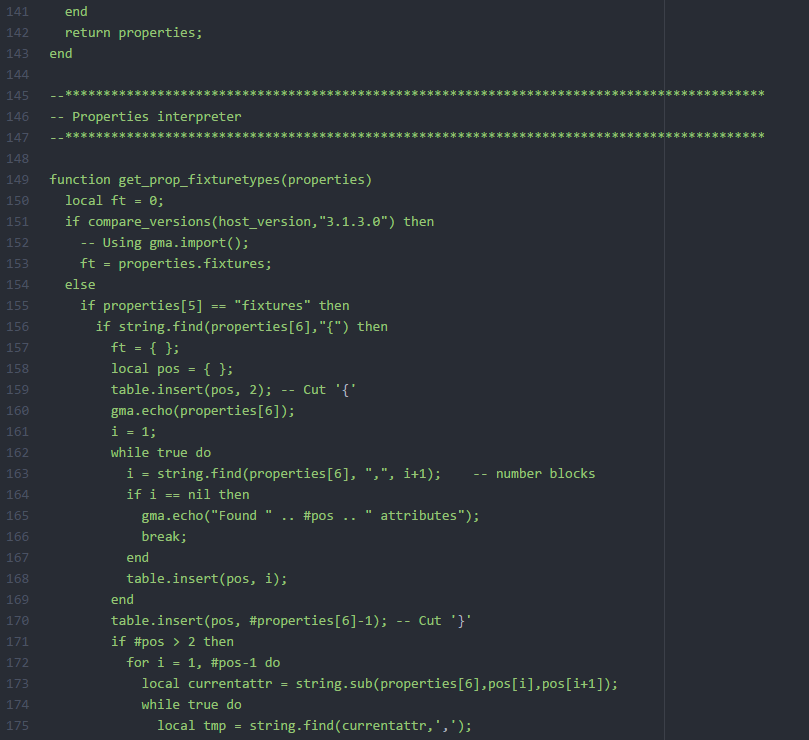 141 end
142 return properties;
143 end
144
145 --*******************************************************************************************
146 -- Properties interpreter
147 --*******************************************************************************************
148
149 function get_prop_fixturetypes(properties)
150 local ft = 0;
151 if compare_versions(host_version,"3.1.3.0") then
152 -- Using gma.import();
153 ft = properties.fixtures;
154 else
155 if properties[5] == "fixtures" then
156 if string.find(properties[6],"{") then
157 ft = { };
158 local pos = { };
159 table.insert(pos, 2); -- Cut '{'
160 gma.echo(properties[6]);
161 i = 1;
162 while true do
163 i = string.find(properties[6], ",", i+1); -- number blocks
164 if i == nil then
165 gma.echo("Found " .. #pos .. " attributes");
166 break;
167 end
168 table.insert(pos, i);
169 end
170 table.insert(pos, #properties[6]-1); -- Cut '}'
171 if #pos > 2 then
172 for i = 1, #pos-1 do
173 local currentattr = string.sub(properties[6],pos[i],pos[i+1]);
174 while true do
175 local tmp = string.find(currentattr,',');